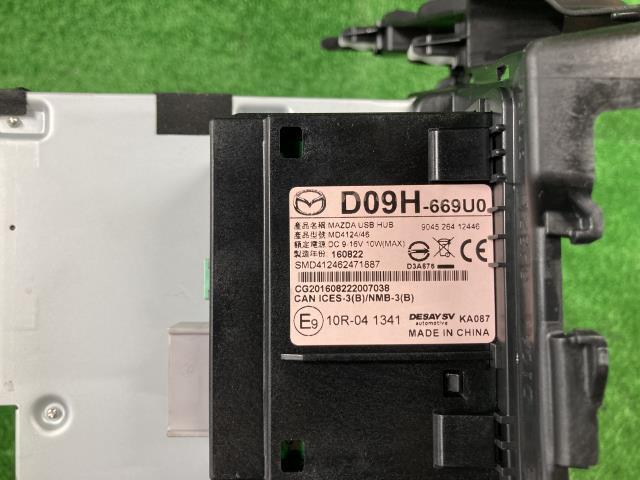 D09H-669U0
產品名稱 MAZDA USB HUB
9045 264 12446
產品型號 MD4124/46
額定電源 DC 9-16V 10W(MAX)
製造年份 160822
SMD412462471887
D3A676
CG201608222007038
CAN ICES-3(B)/NMB-3(B)
E9 10R-04 1341
DESAY SV KA087
automotive
MADE IN CHINA